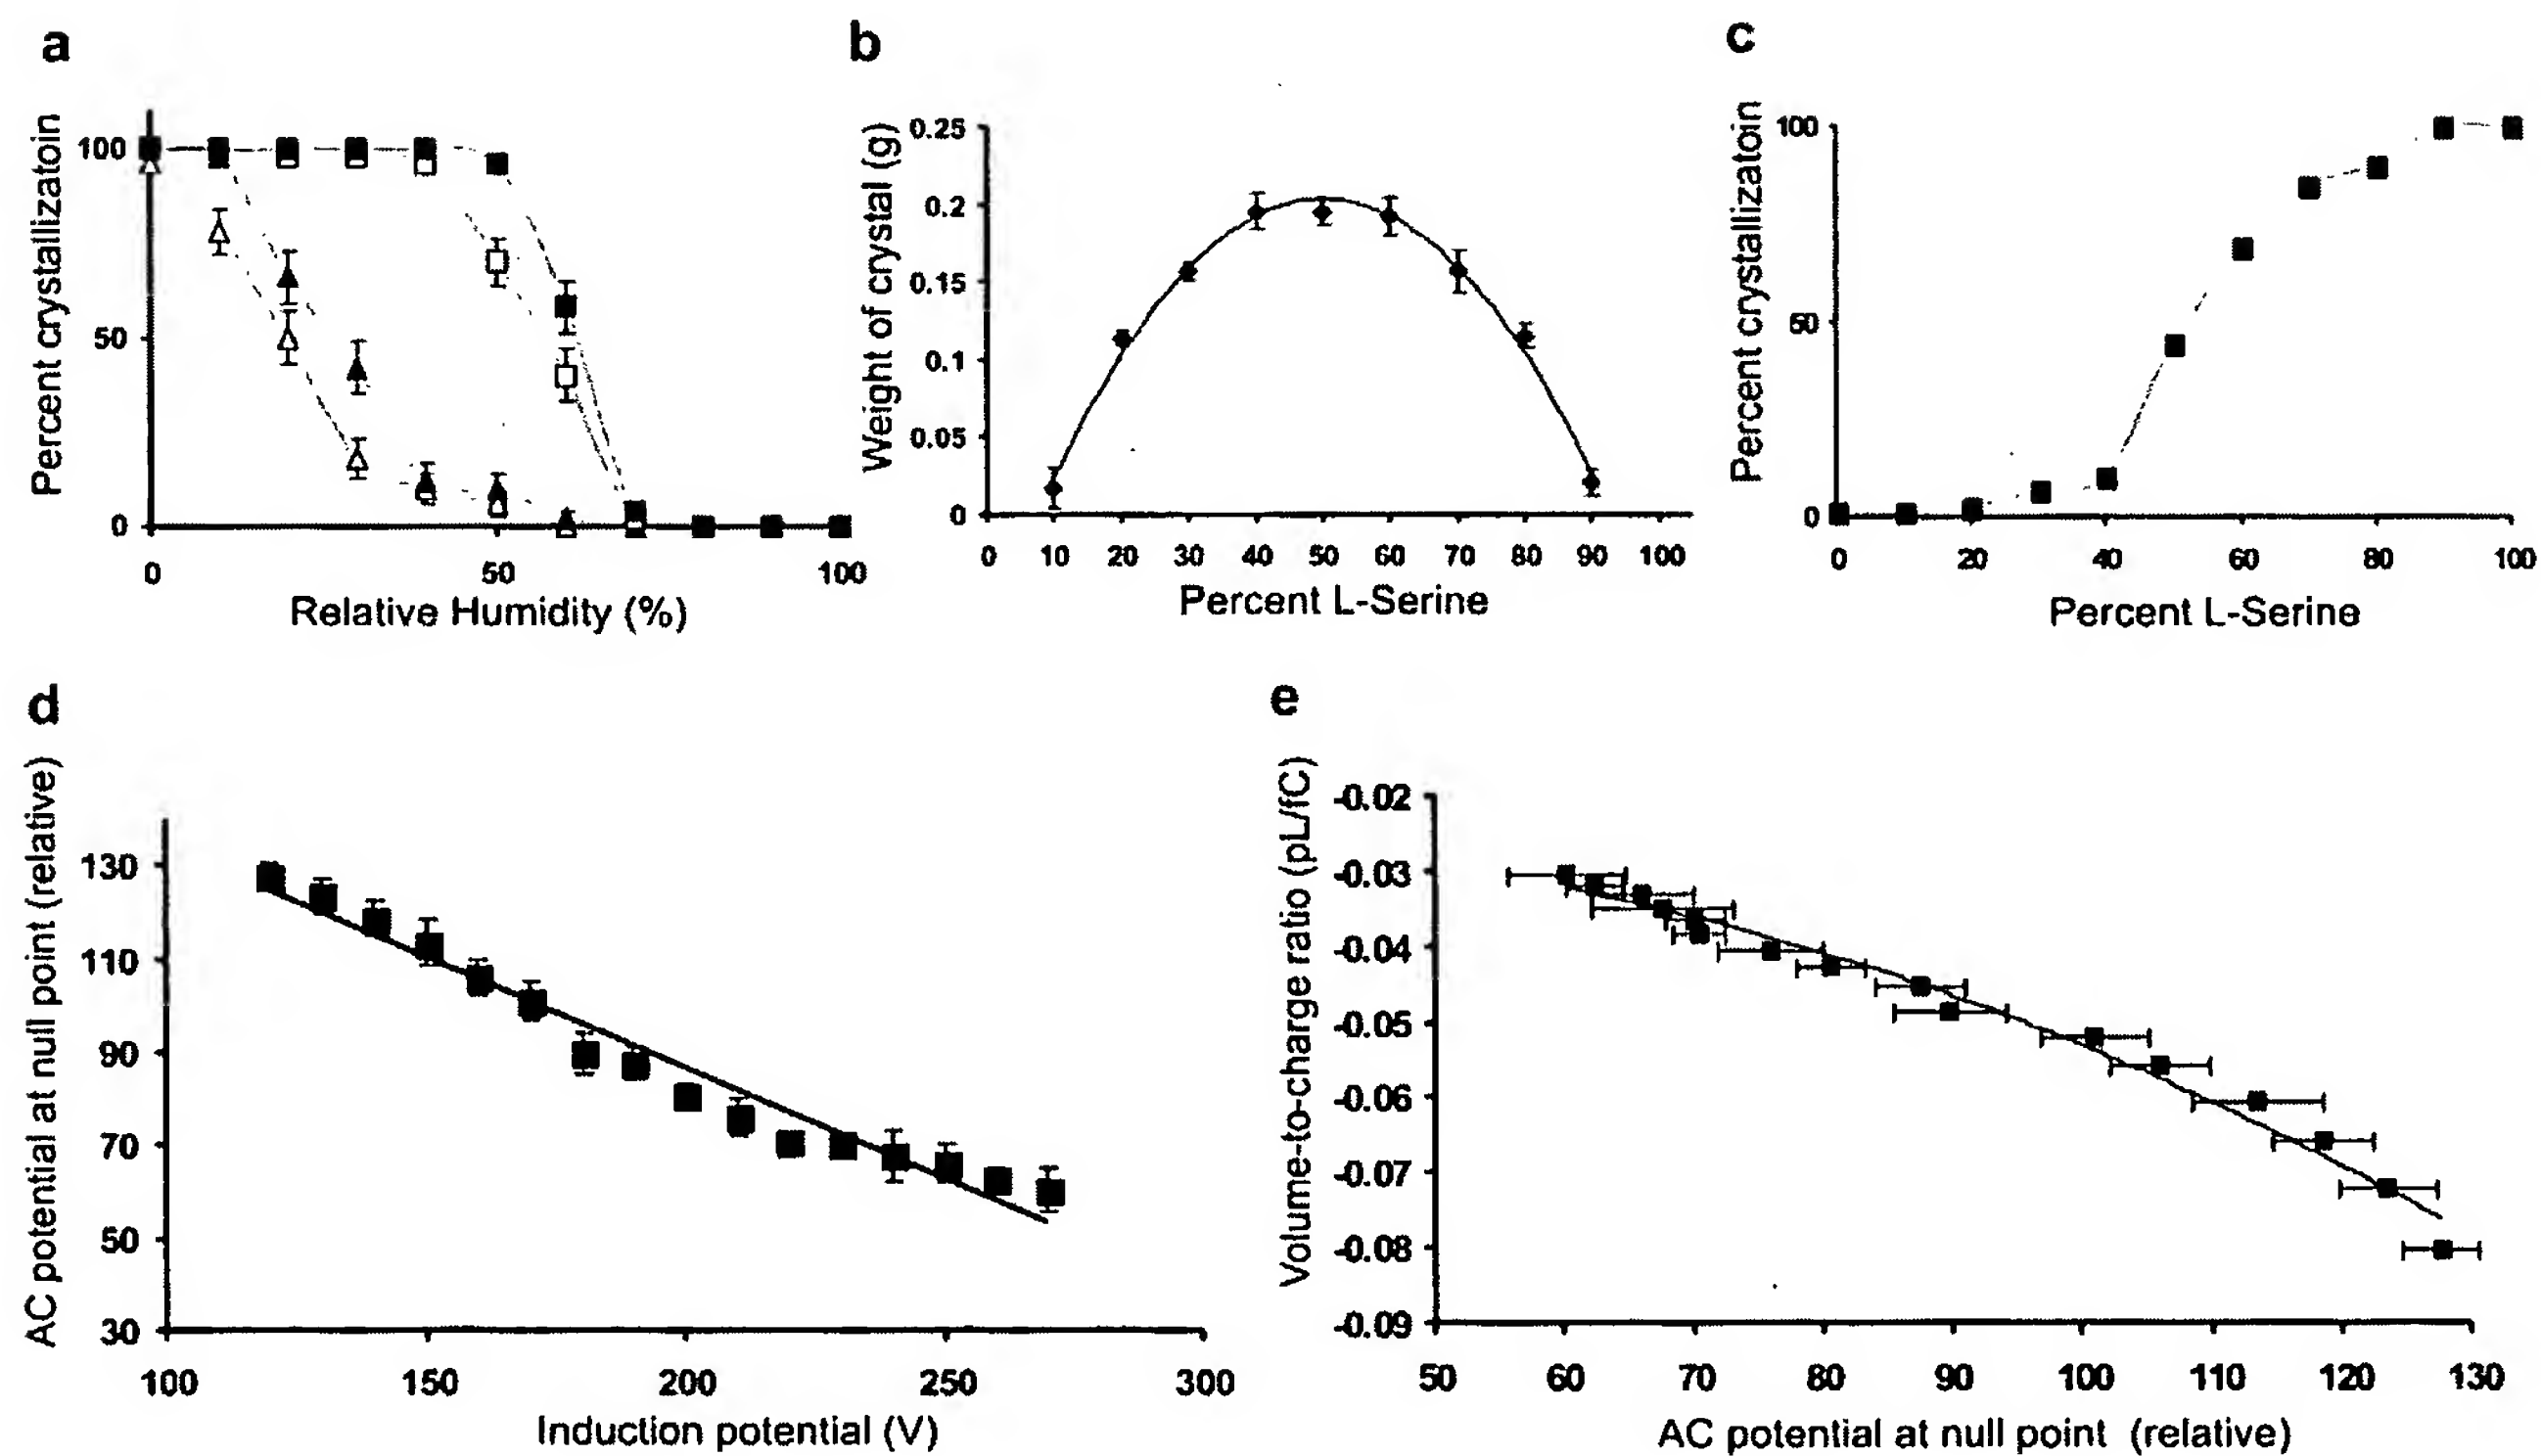 a
Percent crystallizatoin
100
50
0
0 50 100
Relative Humidity (%)
b
Weight of crystal (g)
0.25
0.2
0.15
0.1
0.05
0
0 10 20 30 40 50 60 70 80 90 100
Percent L-Serine
c
Percent crystallizatoin
100
50
0
0 20 40 60 80 100
Percent L-Serine
d
AC potential at null point (relative)
130
110
90
70
50
30
100 150 200 250 300
Induction potential (V)
e
Volume-to-charge ratio (pL/fC)
-0.02
-0.03
-0.04
-0.05
-0.06
-0.07
-0.08
-0.09
50 60 70 80 90 100 110 120 130
AC potential at null point (relative)